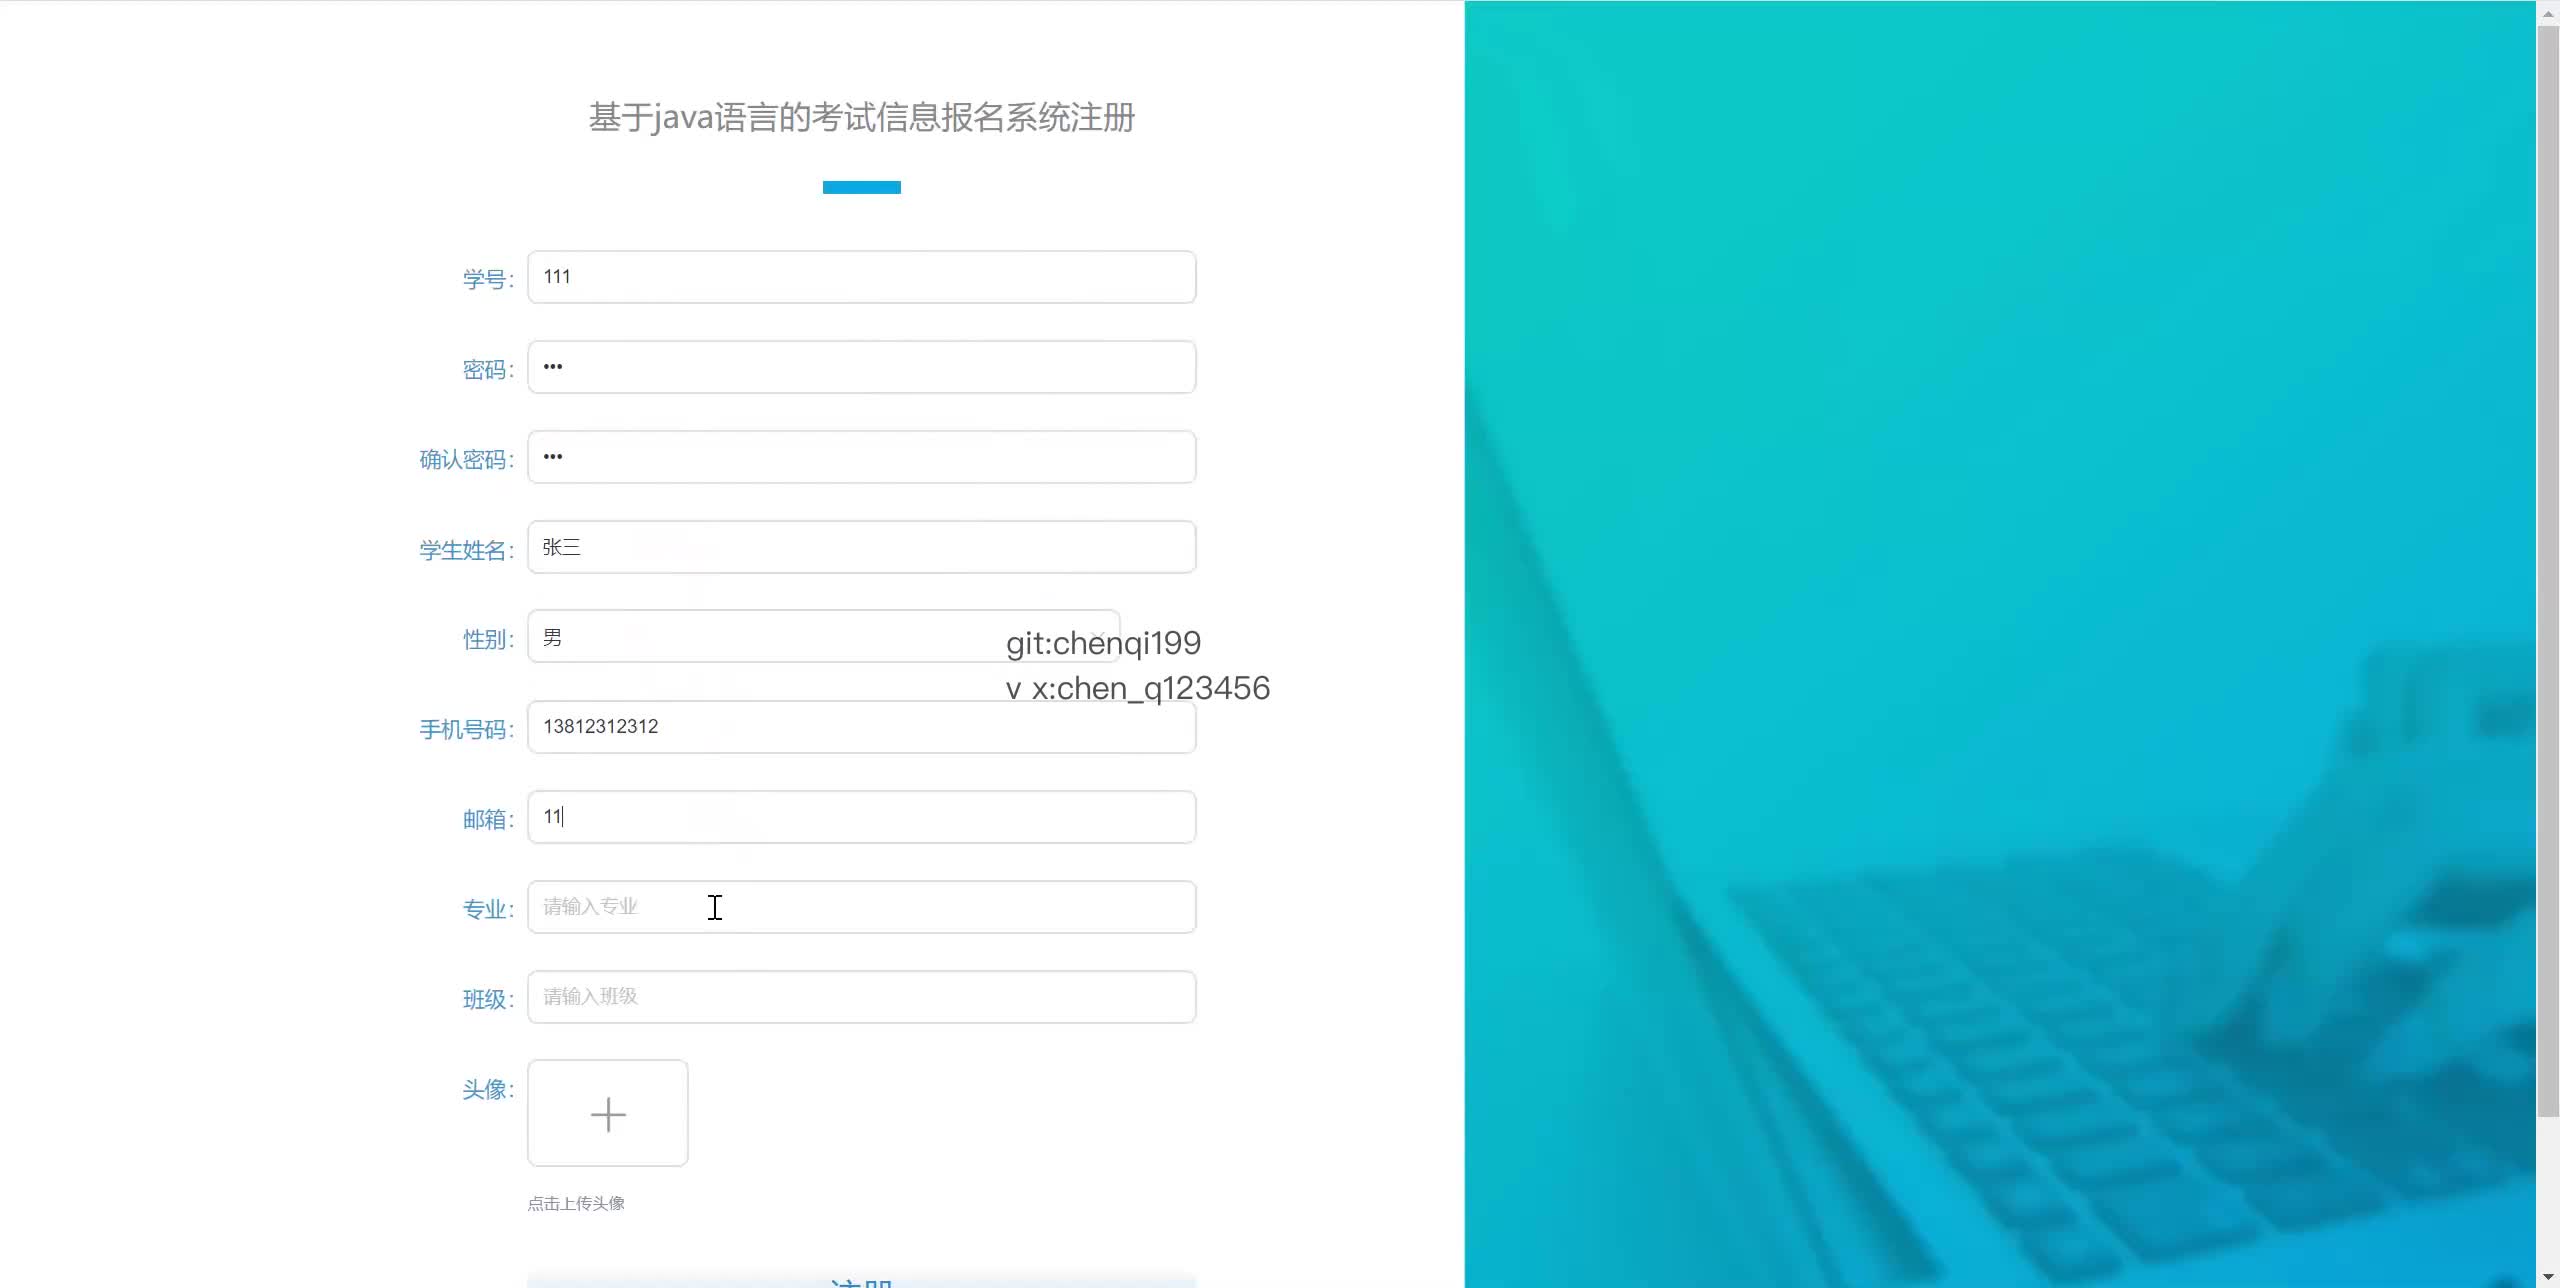 基于java语言的考试信息报名系统注册
学号： 111
密码： •••
确认密码： •••
学生姓名： 张三
性别： 男
git:chenqi199
v x:chen_q123456
手机号码： 13812312312
邮箱： 11
专业： 请输入专业
班级： 请输入班级
头像：
点击上传头像
注册